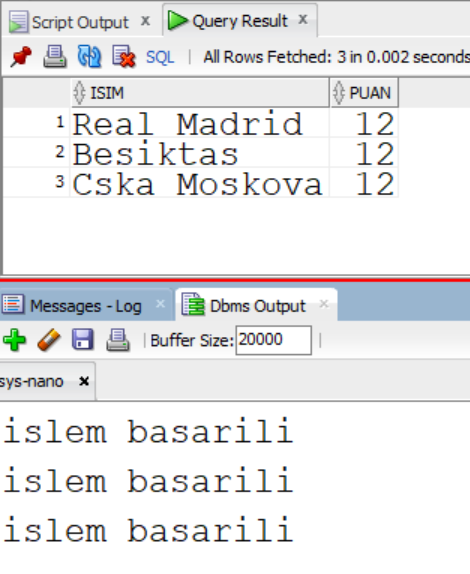 Script Output x Query Result x
SQL | All Rows Fetched: 3 in 0.002 seconds
ISIM PUAN
1 Real Madrid 12
2 Besiktas 12
3 Cska Moskova 12
Messages - Log x Dbms Output x
Buffer Size: 20000
sys-nano x
islem basarili
islem basarili
islem basarili